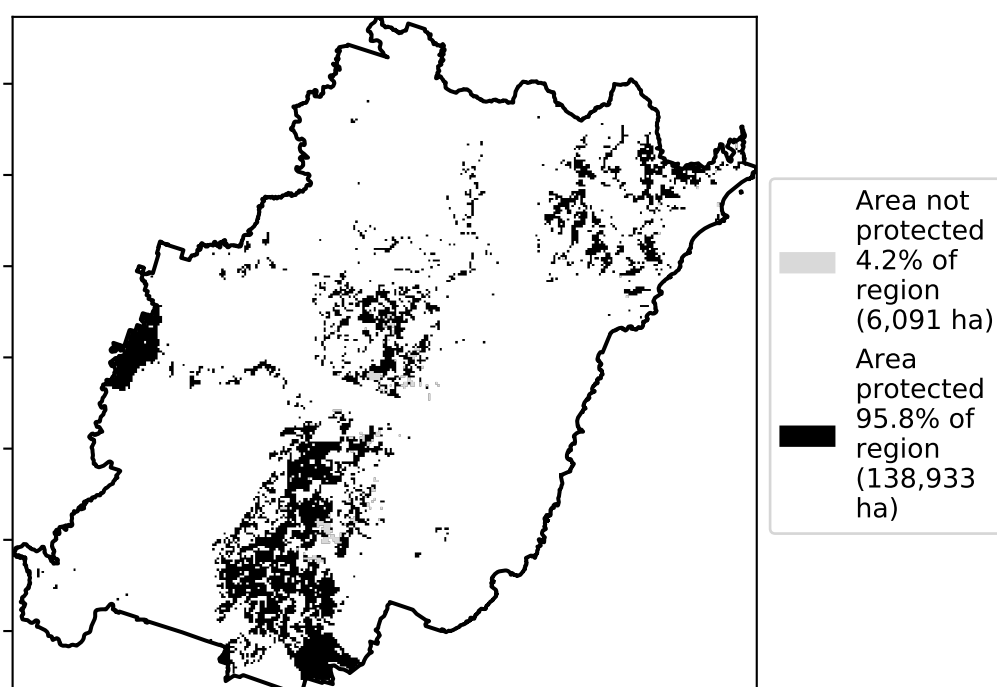 Area not
protected
4.2% of
region
(6,091 ha)
Area
protected
95.8% of
region
(138,933
ha)